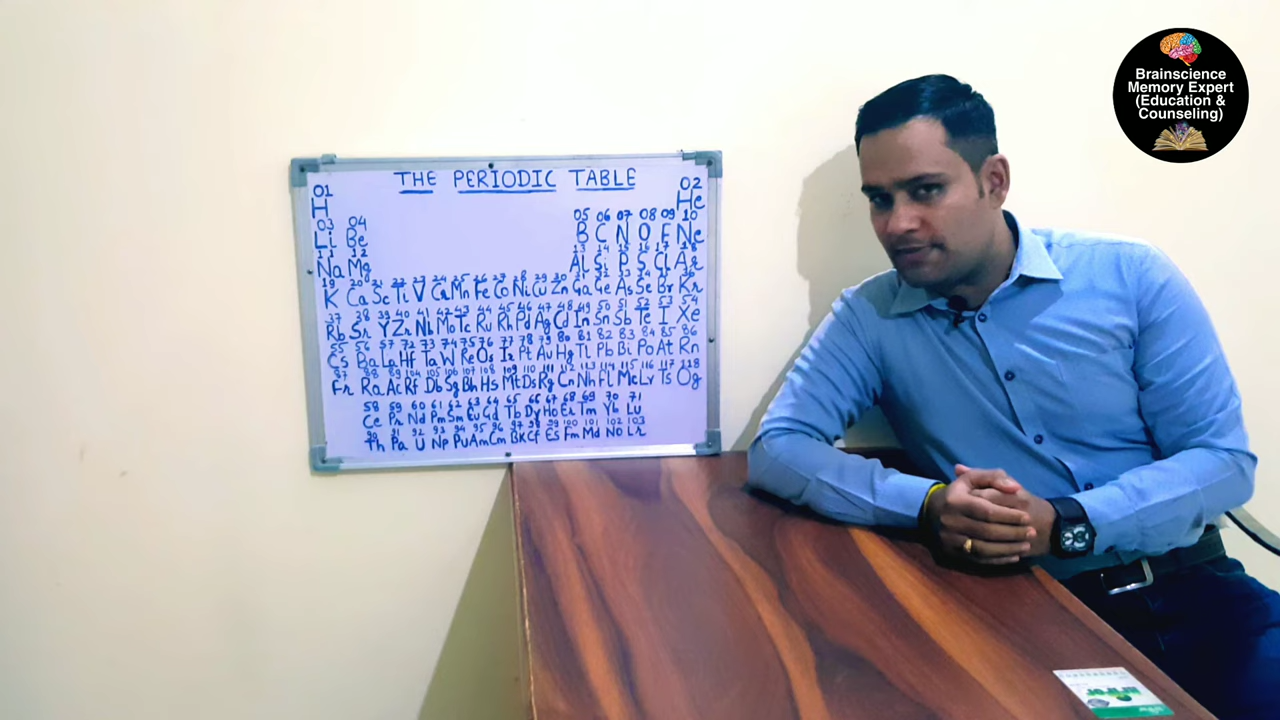 THE PERIODIC TABLE
01 02
H He
03 04 05 06 07 08 09 10
Li Be B C N O F Ne
11 12 13 14 15 16 17 18
Na Mg Al Si P S Cl Ar
19 20 21 22 23 24 25 26 27 28 29 30 31 32 33 34 35 36
K Ca Sc Ti V Cr Mn Fe Co Ni Cu Zn Ga Ge As Se Br Kr
37 38 39 40 41 42 43 44 45 46 47 48 49 50 51 52 53 54
Rb Sr Y Zr Nb Mo Tc Ru Rh Pd Ag Cd In Sn Sb Te I Xe
55 56 57 72 73 74 75 76 77 78 79 80 81 82 83 84 85 86
Cs Ba La Hf Ta W Re Os Ir Pt Au Hg Tl Pb Bi Po At Rn
87 88 89 104 105 106 107 108 109 110 111 112 113 114 115 116 117 118
Fr Ra Ac Rf Db Sg Bh Hs Mt Ds Rg Cn Nh Fl Mc Lv Ts Og
58 59 60 61 62 63 64 65 66 67 68 69 70 71
Ce Pr Nd Pm Sm Eu Gd Tb Dy Ho Er Tm Yb Lu
90 91 92 93 94 95 96 97 98 99 100 101 102 103
Th Pa U Np Pu Am Cm BK Cf Es Fm Md No Lr
Brainscience
Memory Expert
(Education &
Counseling)